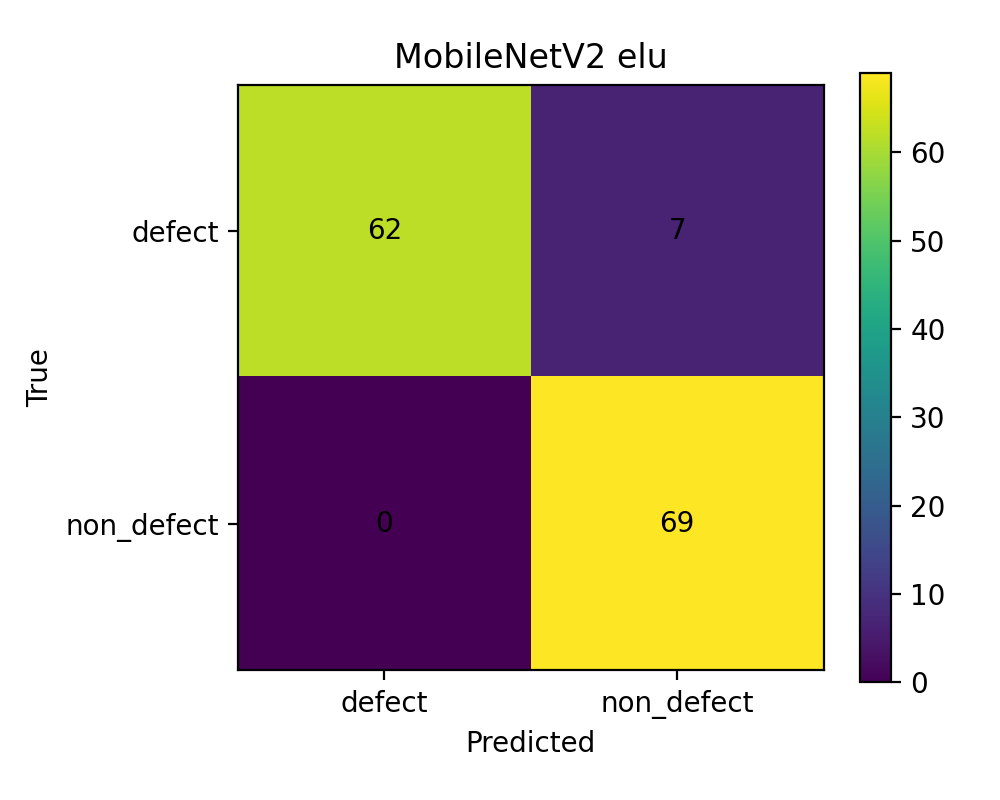 MobileNetV2 elu
defect
62
7
non_defect
0
69
True
defect
non_defect
Predicted
60
50
40
30
20
10
0